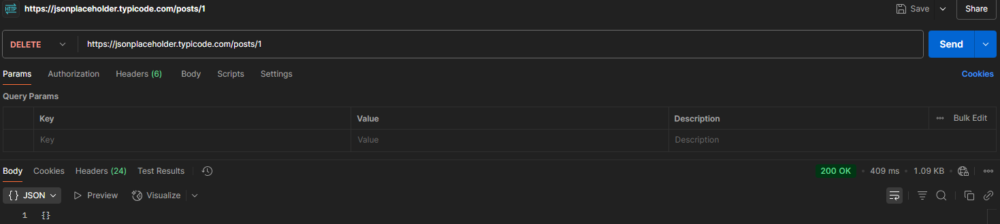 HTTP https://jsonplaceholder.typicode.com/posts/1 Save Share
DELETE https://jsonplaceholder.typicode.com/posts/1 Send
Params Authorization Headers (6) Body Scripts Settings Cookies
Query Params
Key Value Description Bulk Edit
Key Value Description
Body Cookies Headers (24) Test Results 200 OK • 409 ms • 1.09 KB •
{} JSON Preview Visualize
1 {}